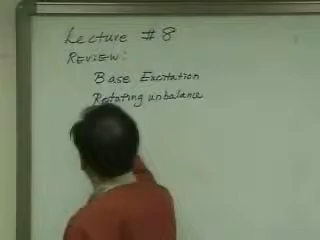 Lecture #8
REVIEW:
Base Excitation
Rotating unbalance